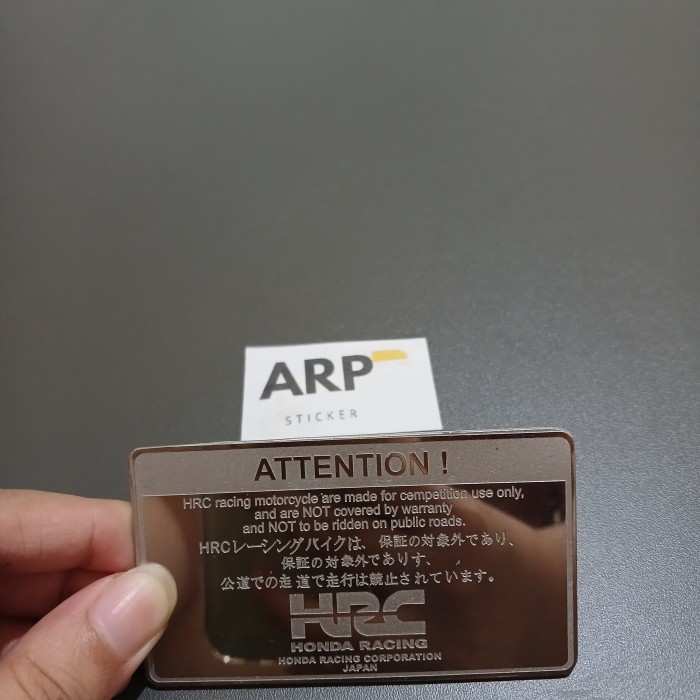 ARP
STICKER
ATTENTION !
HRC racing motorcycle are made for cempetition use only,
and are NOT covered by warranty
and NOT to be ridden on public roads.
HRCレーシングバイクは、保証の対象外であり、
保証の対象外でありす、
公道での走 道で走行は競止されています。
HRC
HONDA RACING
HONDA RACING CORPORATION
JAPAN